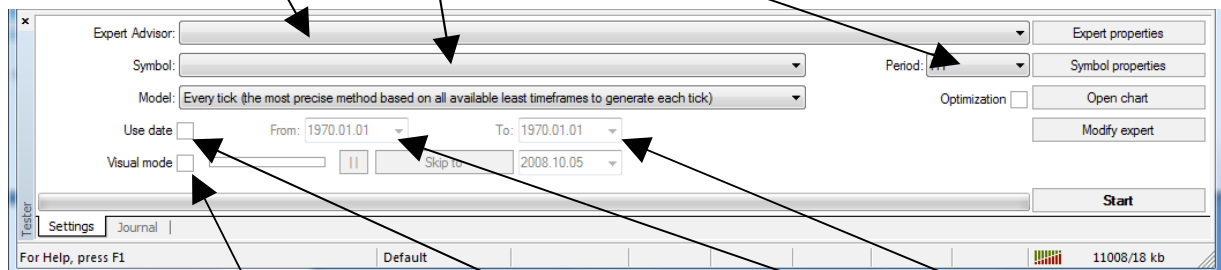 x
Expert Advisor: Expert properties
Symbol: Period: Symbol properties
Model: Every tick (the most precise method based on all available least timeframes to generate each tick) Optimization Open chart
Use date From: 1970.01.01 To: 1970.01.01 Modify expert
Visual mode Skip to 2008.10.05
Start
Tester
Settings Journal
For Help, press F1 Default 11008/18 kb